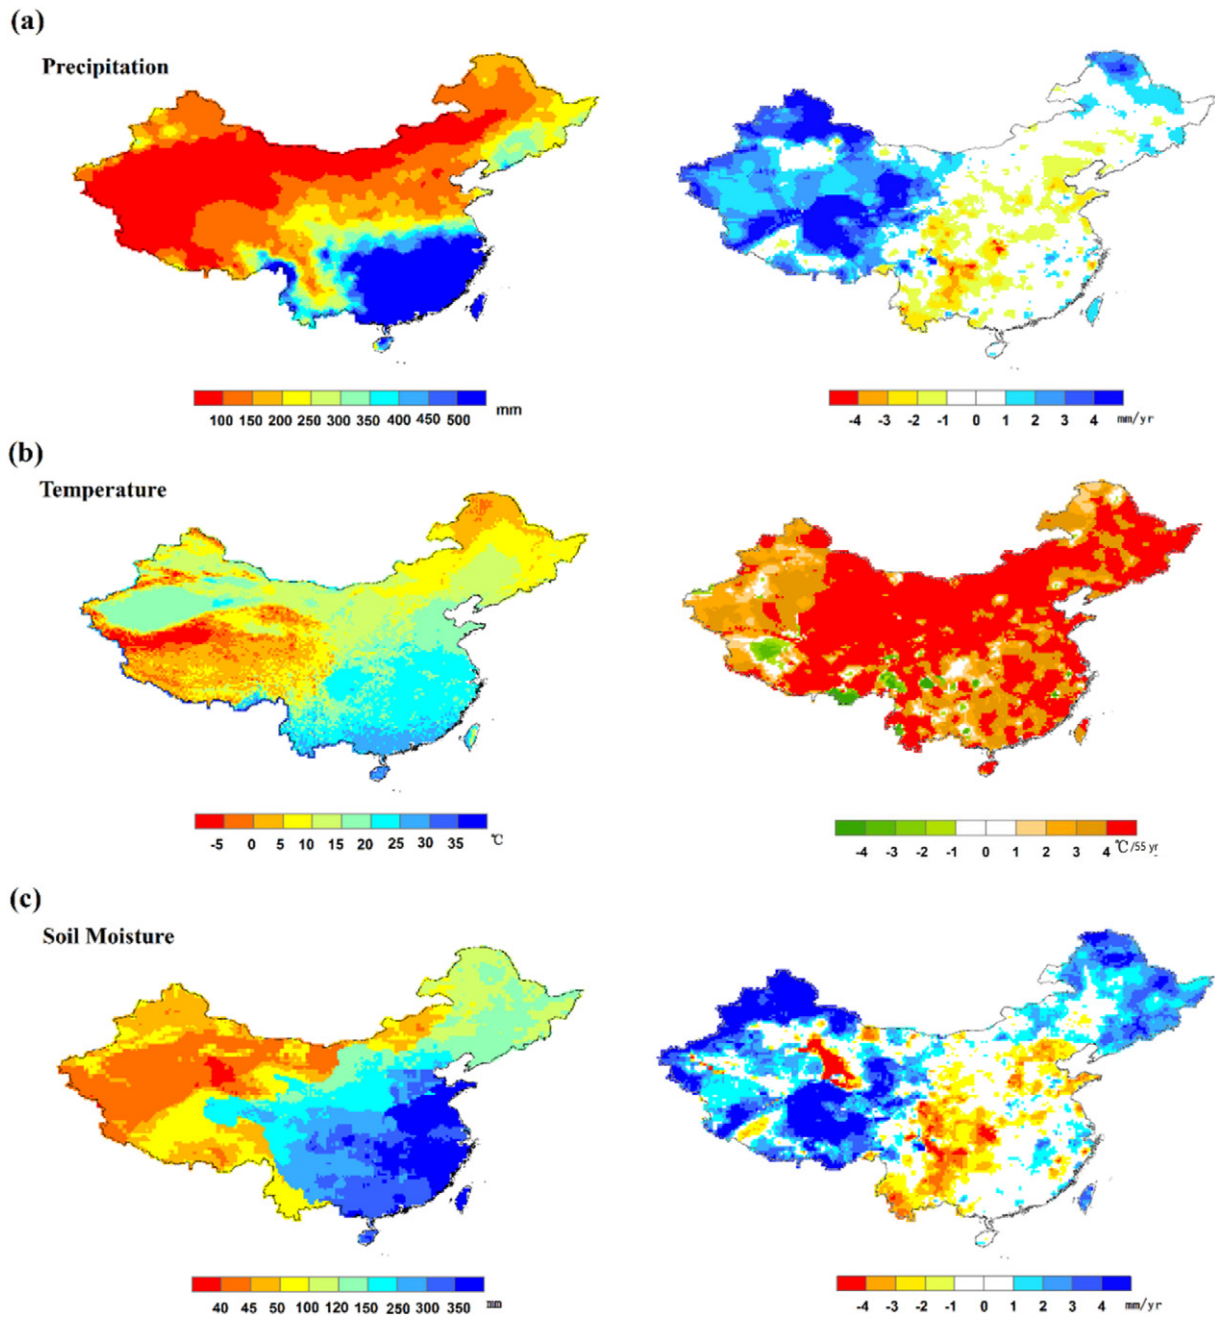 (a)
Precipitation
100 150 200 250 300 350 400 450 500 mm
-4 -3 -2 -1 0 1 2 3 4 mm/yr
(b)
Temperature
-5 0 5 10 15 20 25 30 35 ℃
-4 -3 -2 -1 0 1 2 3 4 ℃/55 yr
(c)
Soil Moisture
40 45 50 100 120 150 250 300 350 mm
-4 -3 -2 -1 0 1 2 3 4 mm/yr